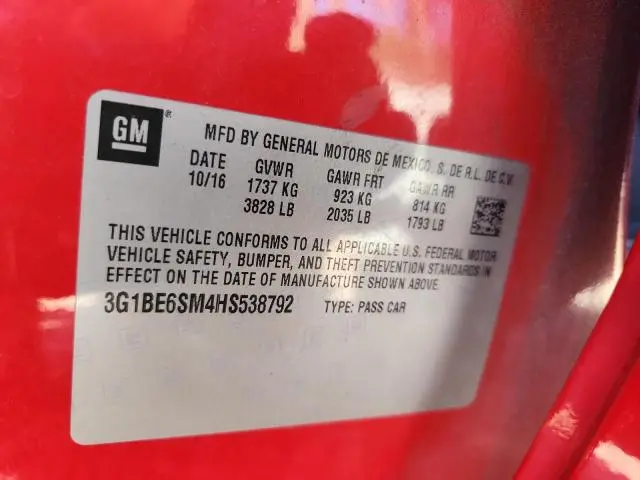 GM®
MFD BY GENERAL MOTORS DE MEXICO, S. DE R.L. DE C.V.
DATE GVWR GAWR FRT GAWR RR
10/16 1737 KG 923 KG 814 KG
3828 LB 2035 LB 1793 LB
THIS VEHICLE CONFORMS TO ALL APPLICABLE U.S. FEDERAL MOTOR
VEHICLE SAFETY, BUMPER, AND THEFT PREVENTION STANDARDS IN
EFFECT ON THE DATE OF MANUFACTURE SHOWN ABOVE.
3G1BE6SM4HS538792 TYPE: PASS CAR